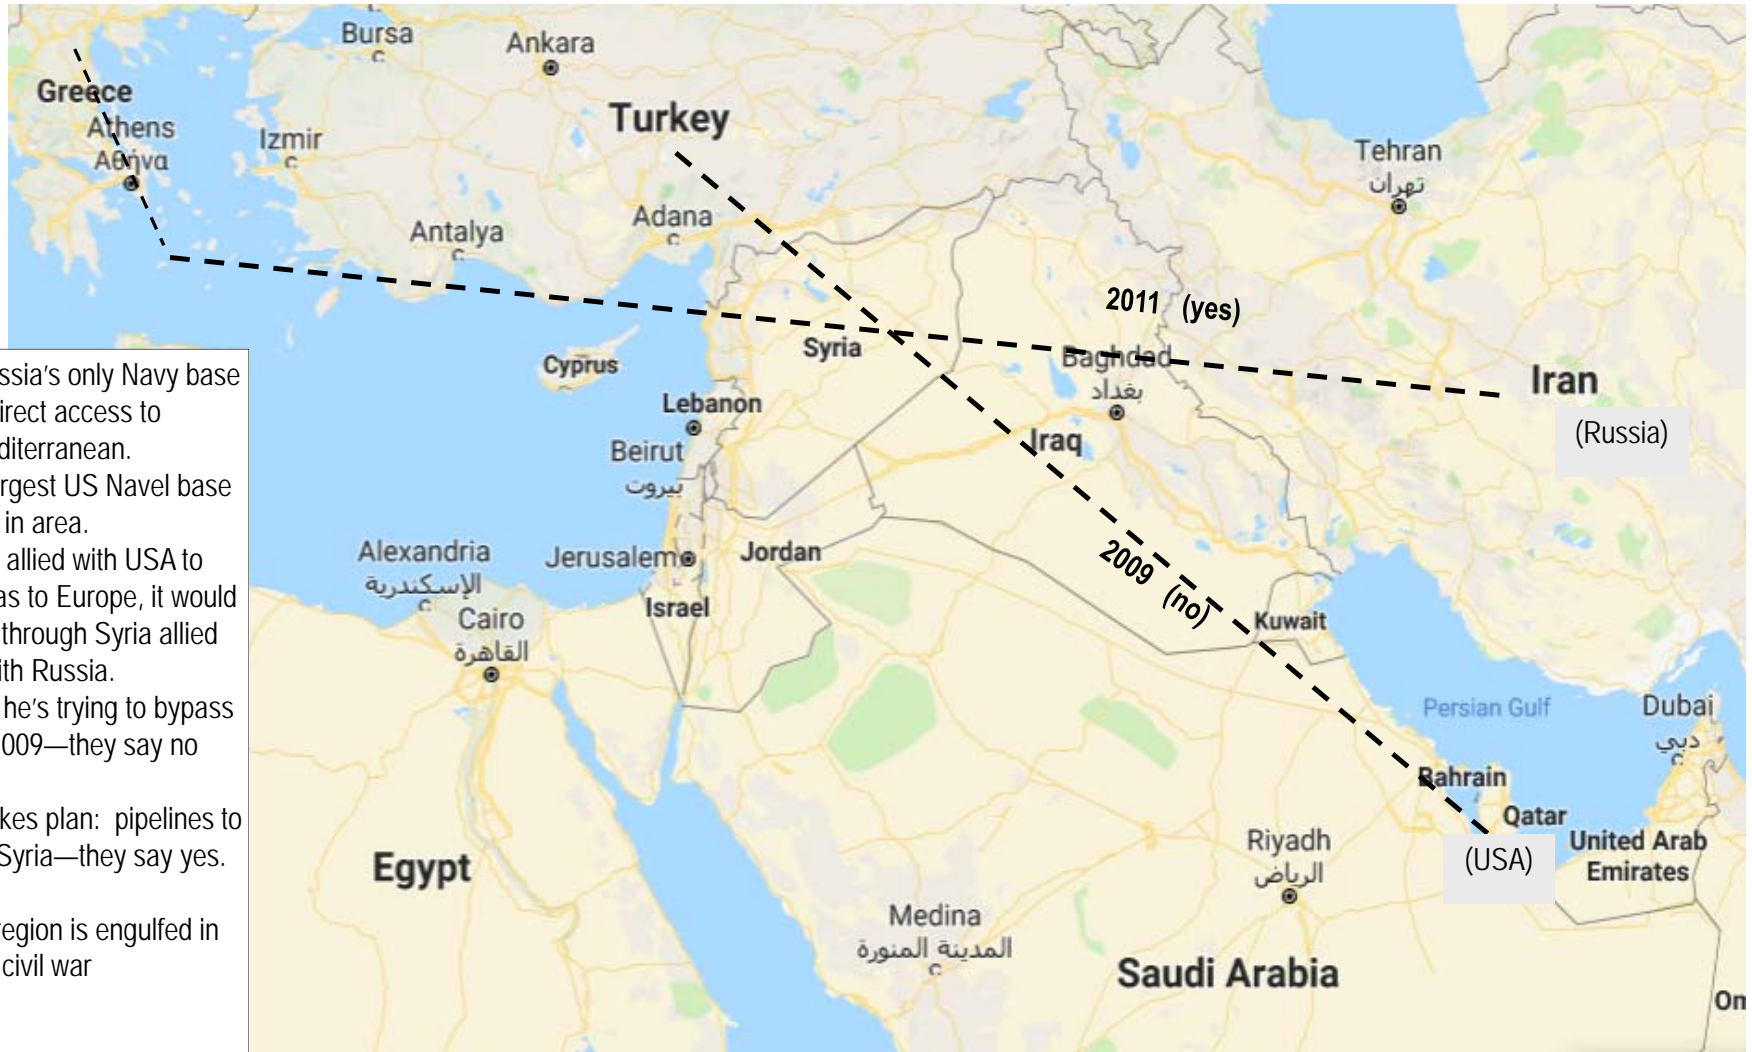 Bursa
Ankara
Greece
Turkey
Athens
Αθήνα
Izmir
Tehran
تهران
Adana
Antalya
2011 (yes)
Syria
Baghdad
بغداد
Iran
(Russia)
Cyprus
Lebanon
Beirut
بيروت
Iraq
ssia's only Navy base
irect access to
diterranean.
rgest US Navel base
in area.
allied with USA to
as to Europe, it would
through Syria allied
ith Russia.
he's trying to bypass
009—they say no
kes plan: pipelines to
Syria—they say yes.
region is engulfed in
civil war
Alexandria
الإسكندرية
Jerusalem
Jordan
2009 (no)
Israel
Kuwait
Cairo
القاهرة
Persian Gulf
Dubai
دبي
Bahrain
Qatar
United Arab
Emirates
(USA)
Riyadh
الرياض
Egypt
Medina
المدينة المنورة
Saudi Arabia